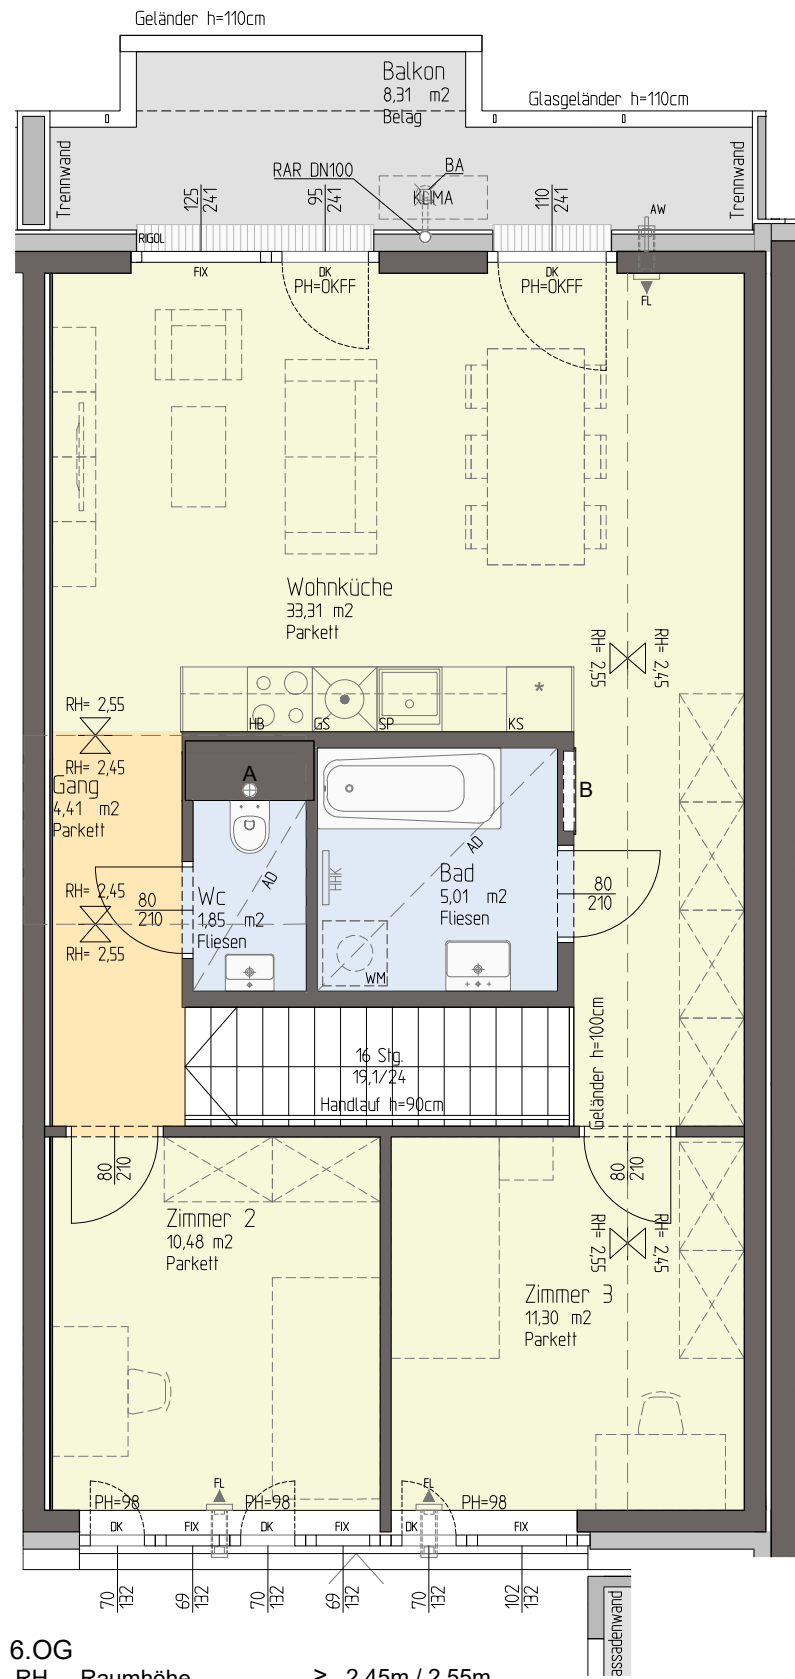 Geländer h=110cm
Balkon
8,31 m2
Belag
Glasgeländer h=110cm
Trennwand
RAR DN100
BA
KLIMA
Trennwand
125
241
95
241
110
241
AW
RIGOL
FIX
DK
PH=OKFF
DK
PH=OKFF
FL
Wohnküche
33,31 m2
Parkett
RH= 2,55
RH= 2,45
HB
GS
SP
KS
*
RH= 2,55
RH= 2,45
Gang
4,41 m2
Parkett
A
B
AD
AD
HHK
Bad
5,01 m2
Fliesen
80
210
RH= 2,45
RH= 2,55
80
210
Wc
1,85 m2
Fliesen
WM
16 Stg.
19,1/24
Handlauf h=90cm
Geländer h=100cm
80
210
80
210
Zimmer 2
10,48 m2
Parkett
RH= 2,55
RH= 2,45
Zimmer 3
11,30 m2
Parkett
FL
FL
PH=98
PH=98
PH=98
DK
FIX
DK
FIX
DK
FIX
70
132
69
132
70
132
69
132
70
132
102
132
6.OG
RH Raumhöhe ≥ 2,45m / 2,55m